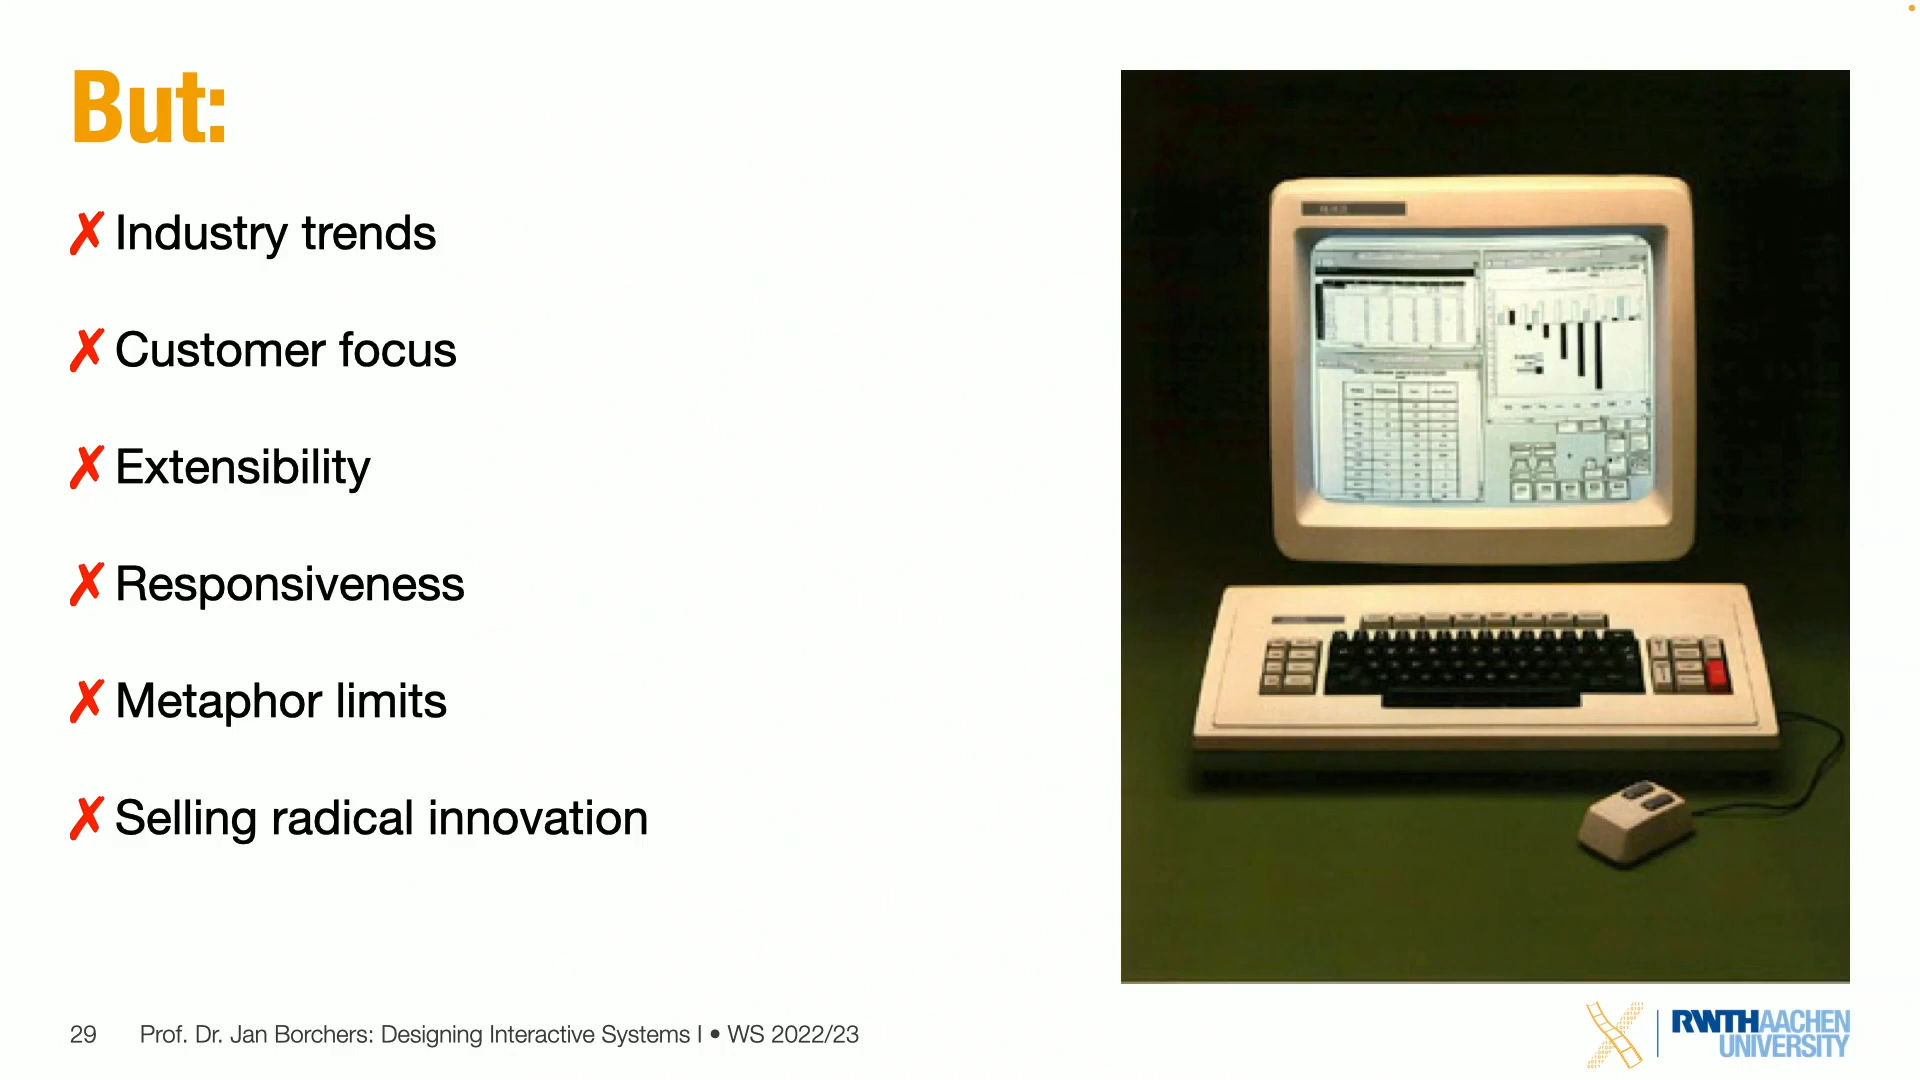 But:
✗ Industry trends
✗ Customer focus
✗ Extensibility
✗ Responsiveness
✗ Metaphor limits
✗ Selling radical innovation
29 Prof. Dr. Jan Borchers: Designing Interactive Systems I • WS 2022/23
RWTHAACHEN
UNIVERSITY